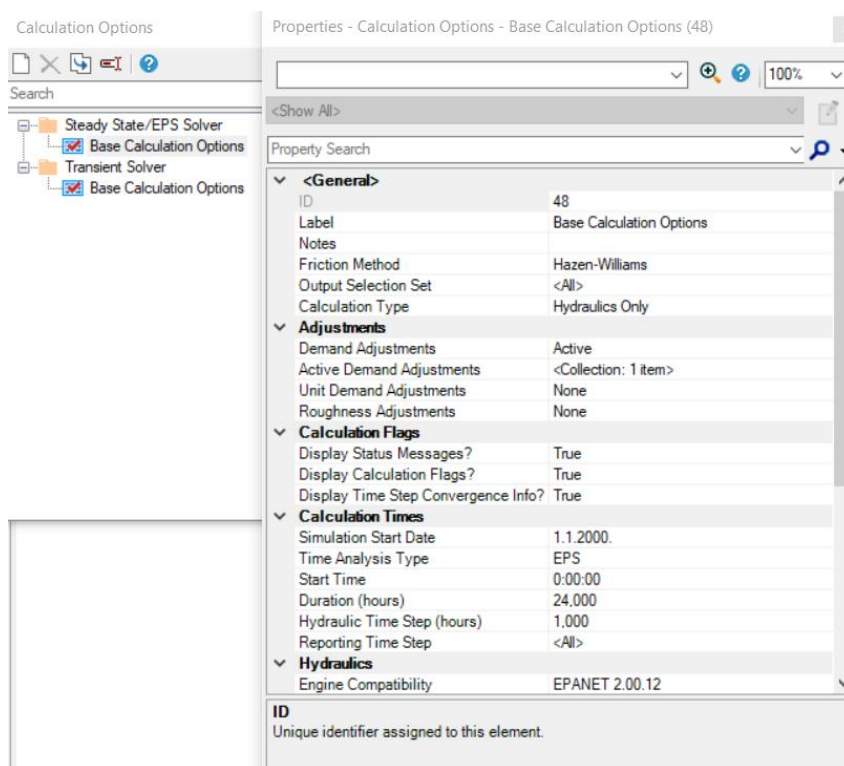 Calculation Options
Search
Steady State/EPS Solver
Base Calculation Options
Transient Solver
Base Calculation Options
Properties - Calculation Options - Base Calculation Options (48)
100%
<Show All>
Property Search
<General>
ID 48
Label Base Calculation Options
Notes
Friction Method Hazen-Williams
Output Selection Set <All>
Calculation Type Hydraulics Only
Adjustments
Demand Adjustments Active
Active Demand Adjustments <Collection: 1 item>
Unit Demand Adjustments None
Roughness Adjustments None
Calculation Flags
Display Status Messages? True
Display Calculation Flags? True
Display Time Step Convergence Info? True
Calculation Times
Simulation Start Date 1.1.2000.
Time Analysis Type EPS
Start Time 0:00:00
Duration (hours) 24,000
Hydraulic Time Step (hours) 1,000
Reporting Time Step <All>
Hydraulics
Engine Compatibility EPANET 2.00.12
ID
Unique identifier assigned to this element.